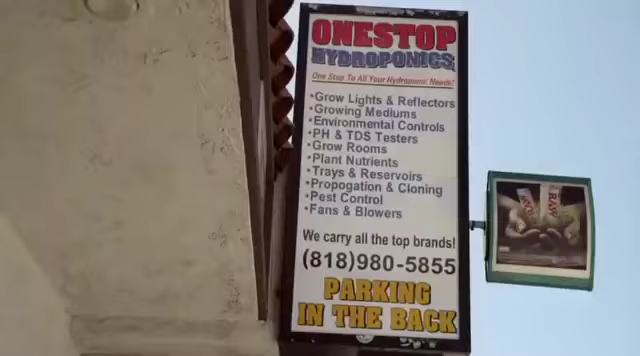 ONESTOP
HYDROPONICS
One Stop To All Your Hydroponic Needs!
•Grow Lights & Reflectors
•Growing Mediums
•Environmental Controls
•PH & TDS Testers
•Grow Rooms
•Plant Nutrients
•Trays & Reservoirs
•Propogation & Cloning
•Pest Control
•Fans & Blowers
We carry all the top brands!
(818)980-5855
PARKING
IN THE BACK
RAW
RAW